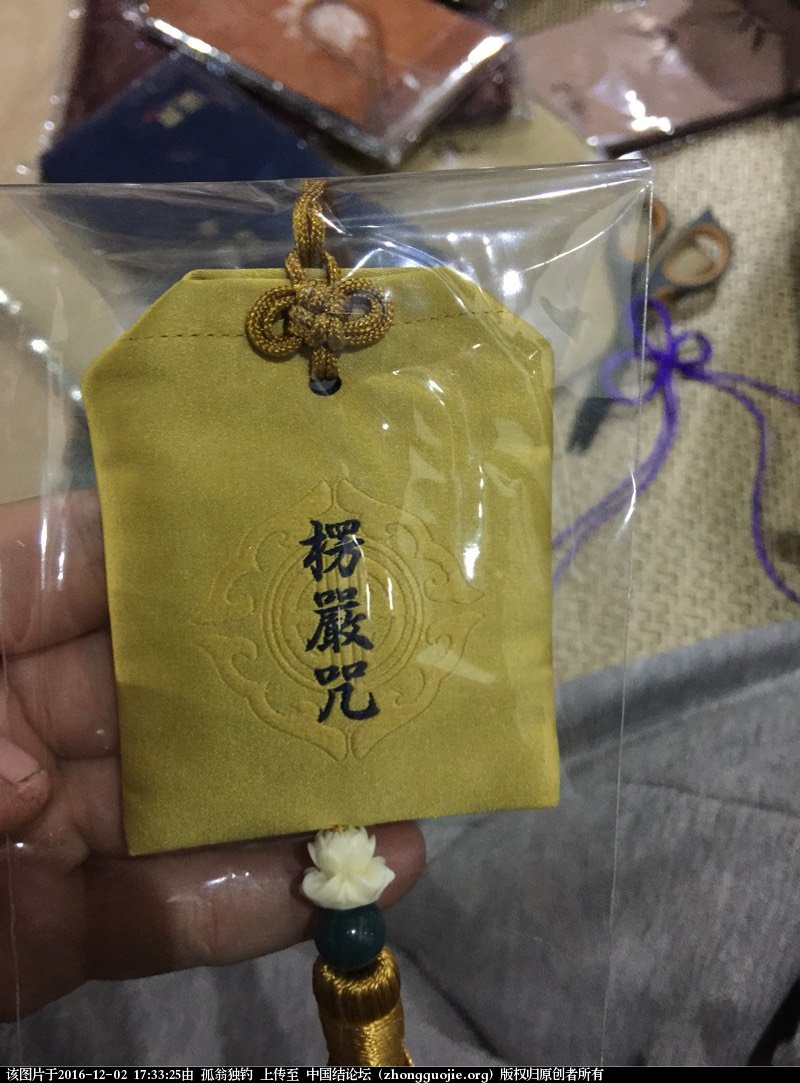 楞嚴咒
该图片于2016-12-02 17:33:25由 孤翁独钓 上传至 中国结论坛 (zhongguojie.org) 版权归原创者所有